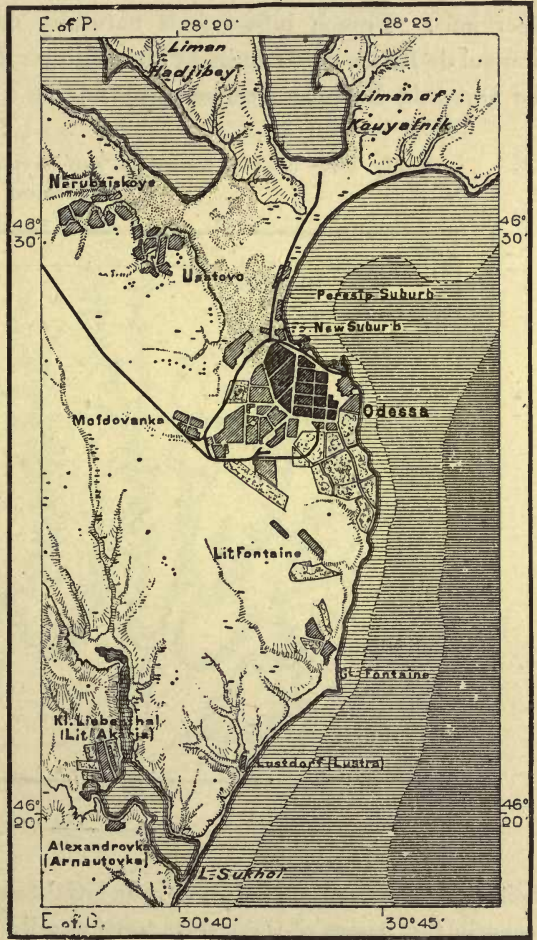 E. of P.
28°20'
28°25'
Liman
Hadjibey
Liman of
Kouyalnik
Nerubaiskoye
46°
30'
46°
30'
Usatovo
Peresip Suburb
New Suburb
Moldovanka
Odessa
Lit Fontaine
Gt. Fontaine
Kl. Liebenthal
(Lit. Akarja)
Lustdorf (Lustra)
46°
20'
46°
20'
Alexandrovka
(Arnautovka)
L. Sukhoi
E. of G.
30°40'
30°45'